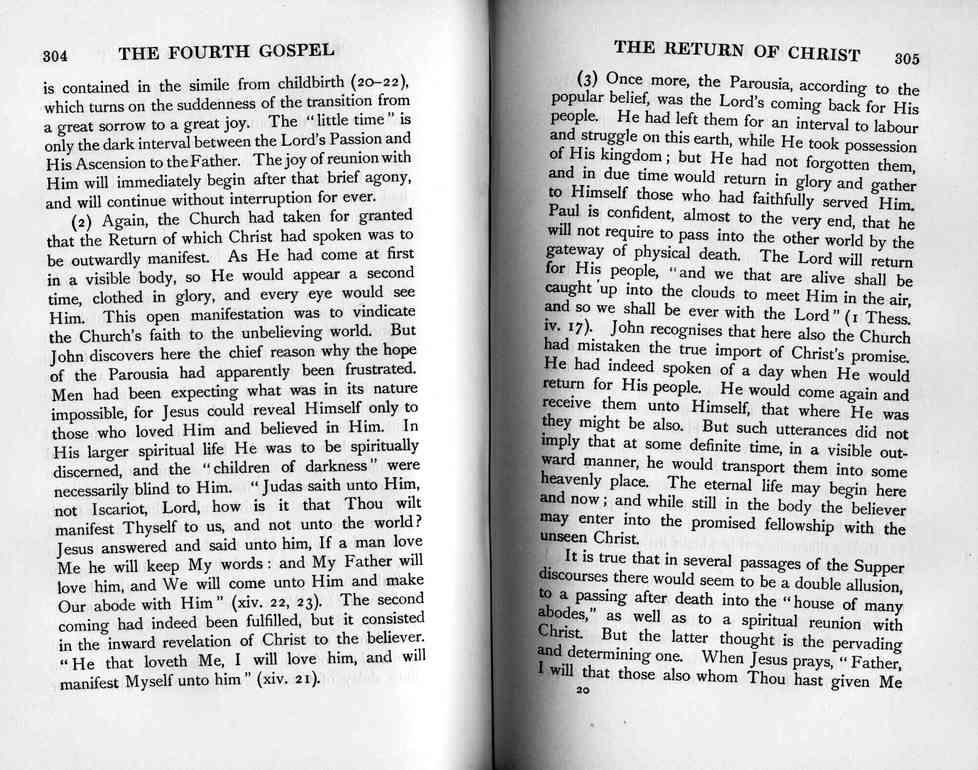 304 THE FOURTH GOSPEL
is contained in the simile from childbirth (20–22),
which turns on the suddenness of the transition from
a great sorrow to a great joy. The “little time” is
only the dark interval between the Lord's Passion and
His Ascension to the Father. The joy of reunion with
Him will immediately begin after that brief agony,
and will continue without interruption for ever.
(2) Again, the Church had taken for granted
that the Return of which Christ had spoken was to
be outwardly manifest. As He had come at first
in a visible body, so He would appear a second
time, clothed in glory, and every eye would see
Him. This open manifestation was to vindicate
the Church's faith to the unbelieving world. But
John discovers here the chief reason why the hope
of the Parousia had apparently been frustrated.
Men had been expecting what was in its nature
impossible, for Jesus could reveal Himself only to
those who loved Him and believed in Him. In
His larger spiritual life He was to be spiritually
discerned, and the “children of darkness” were
necessarily blind to Him. “Judas saith unto Him,
not Iscariot, Lord, how is it that Thou wilt
manifest Thyself to us, and not unto the world?
Jesus answered and said unto him, If a man love
Me he will keep My words: and My Father will
love him, and We will come unto Him and make
Our abode with Him” (xiv. 22, 23). The second
coming had indeed been fulfilled, but it consisted
in the inward revelation of Christ to the believer.
“He that loveth Me, I will love him, and will
manifest Myself unto him” (xiv. 21).
THE RETURN OF CHRIST 305
(3) Once more, the Parousia, according to the
popular belief, was the Lord's coming back for His
people. He had left them for an interval to labour
and struggle on this earth, while He took possession
of His kingdom; but He had not forgotten them,
and in due time would return in glory and gather
to Himself those who had faithfully served Him.
Paul is confident, almost to the very end, that he
will not require to pass into the other world by the
gateway of physical death. The Lord will return
for His people, “and we that are alive shall be
caught up into the clouds to meet Him in the air,
and so we shall be ever with the Lord” (1 Thess.
iv. 17). John recognises that here also the Church
had mistaken the true import of Christ's promise.
He had indeed spoken of a day when He would
return for His people. He would come again and
receive them unto Himself, that where He was
they might be also. But such utterances did not
imply that at some definite time, in a visible out-
ward manner, he would transport them into some
heavenly place. The eternal life may begin here
and now; and while still in the body the believer
may enter into the promised fellowship with the
unseen Christ.
It is true that in several passages of the Supper
discourses there would seem to be a double allusion,
to a passing after death into the “house of many
abodes,” as well as to a spiritual reunion with
Christ. But the latter thought is the pervading
and determining one. When Jesus prays, “Father,
I will that those also whom Thou hast given Me
20